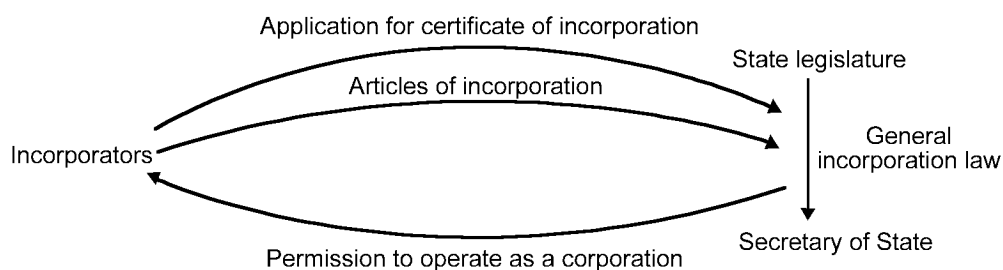 Application for certificate of incorporation
State legislature
Articles of incorporation
General
incorporation law
Incorporators
Secretary of State
Permission to operate as a corporation